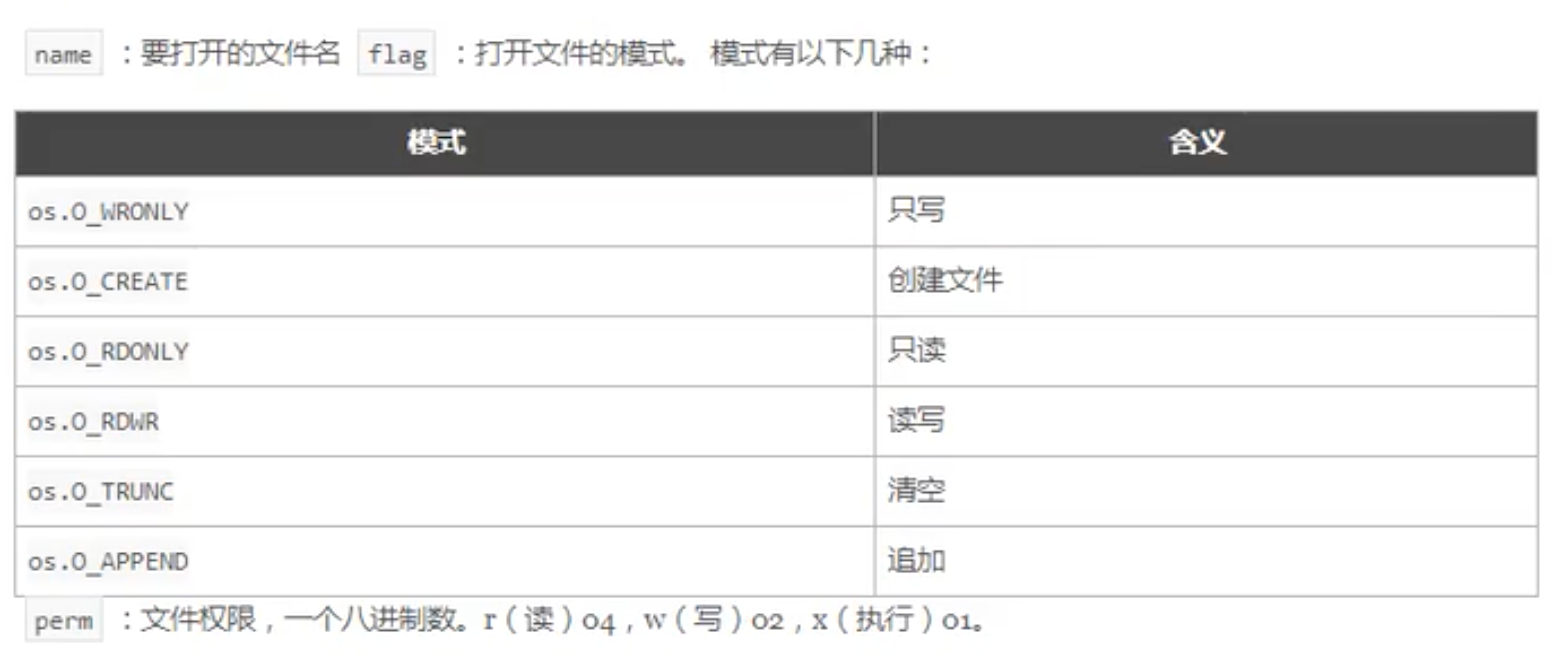 name ：要打开的文件名 flag ：打开文件的模式。 模式有以下几种：
模式 含义
os.O_WRONLY 只写
os.O_CREATE 创建文件
os.O_RDONLY 只读
os.O_RDWR 读写
os.O_TRUNC 清空
os.O_APPEND 追加
perm ：文件权限，一个八进制数。r（读）04，w（写）02，x（执行）01。